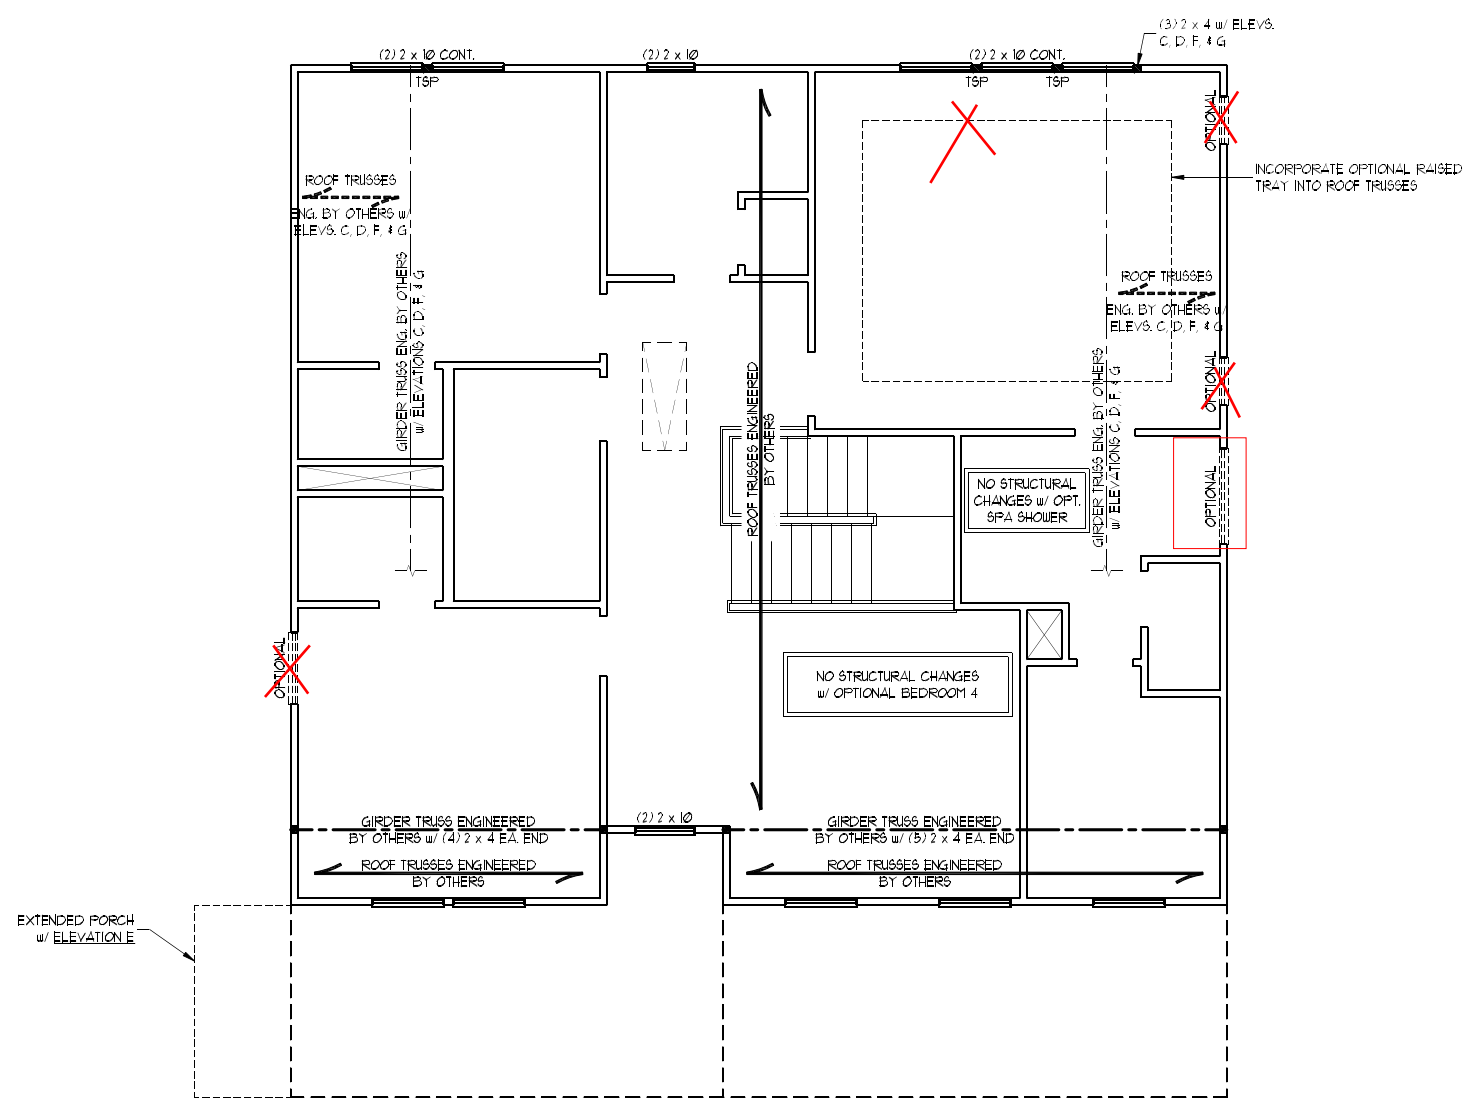 (3) 2 x 4 w/ ELEVS.
C, D, F, & G
(2) 2 x 10 CONT.
(2) 2 x 10
(2) 2 x 10 CONT.
TSP
TSP
TSP
OPTIONAL
INCORPORATE OPTIONAL RAISED
TRAY INTO ROOF TRUSSES
ROOF TRUSSES
ENG. BY OTHERS w/
ELEVS. C, D, F, & G
ROOF TRUSSES
ENG. BY OTHERS w/
ELEVS. C, D, F, & G
GIRDER TRUSS ENG. BY OTHERS
w/ ELEVATIONS C, D, F, & G
ROOF TRUSSES ENGINEERED
BY OTHERS
GIRDER TRUSS ENG. BY OTHERS
w/ ELEVATIONS C, D, F, & G
OPTIONAL
NO STRUCTURAL
CHANGES w/ OPT.
SPA SHOWER
OPTIONAL
OPTIONAL
NO STRUCTURAL CHANGES
w/ OPTIONAL BEDROOM 4
GIRDER TRUSS ENGINEERED
BY OTHERS w/ (4) 2 x 4 EA. END
(2) 2 x 10
GIRDER TRUSS ENGINEERED
BY OTHERS w/ (5) 2 x 4 EA. END
ROOF TRUSSES ENGINEERED
BY OTHERS
ROOF TRUSSES ENGINEERED
BY OTHERS
EXTENDED PORCH
w/ ELEVATION E